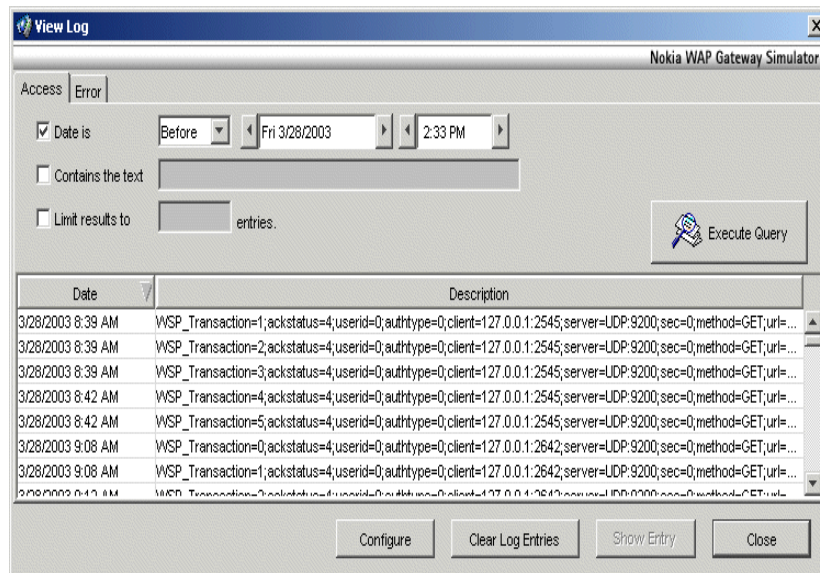 View Log
Nokia WAP Gateway Simulator
Access Error
Date is Before Fri 3/28/2003 2:33 PM
Contains the text
Limit results to entries.
Execute Query
Date Description
3/28/2003 8:39 AM WSP_Transaction=1;ackstatus=4;userid=0;authtype=0;client=127.0.0.1:2545;server=UDP:9200;sec=0;method=GET;url=...
3/28/2003 8:39 AM WSP_Transaction=2;ackstatus=4;userid=0;authtype=0;client=127.0.0.1:2545;server=UDP:9200;sec=0;method=GET;url=...
3/28/2003 8:39 AM WSP_Transaction=3;ackstatus=4;userid=0;authtype=0;client=127.0.0.1:2545;server=UDP:9200;sec=0;method=GET;url=...
3/28/2003 8:42 AM WSP_Transaction=4;ackstatus=4;userid=0;authtype=0;client=127.0.0.1:2545;server=UDP:9200;sec=0;method=GET;url=...
3/28/2003 8:42 AM WSP_Transaction=5;ackstatus=4;userid=0;authtype=0;client=127.0.0.1:2545;server=UDP:9200;sec=0;method=GET;url=...
3/28/2003 9:08 AM WSP_Transaction=0;ackstatus=4;userid=0;authtype=0;client=127.0.0.1:2642;server=UDP:9200;sec=0;method=GET;url=...
3/28/2003 9:08 AM WSP_Transaction=1;ackstatus=4;userid=0;authtype=0;client=127.0.0.1:2642;server=UDP:9200;sec=0;method=GET;url=...
Configure Clear Log Entries Show Entry Close